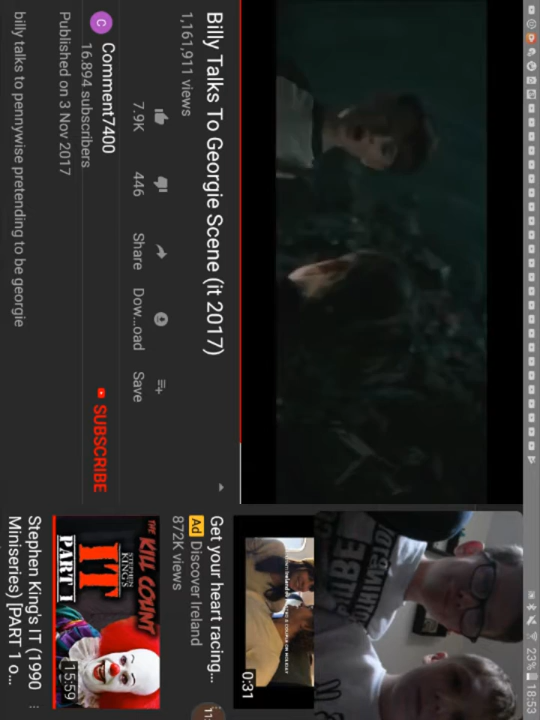 23% 18:53
Billy Talks To Georgie Scene (it 2017)
1,161,911 views
7.9K
446
Share
Dow...oad
Save
C
Comment7400
16.894 subscribers
SUBSCRIBE
Published on 3 Nov 2017
billy talks to pennywise pretending to be georgie
0:31
Get your heart racing...
Ad Discover Ireland
872K views
THE KILL COUNT
STEPHEN KING'S
IT
PART 1
15:59
Stephen King's IT (1990
Miniseries) [PART 1 o...